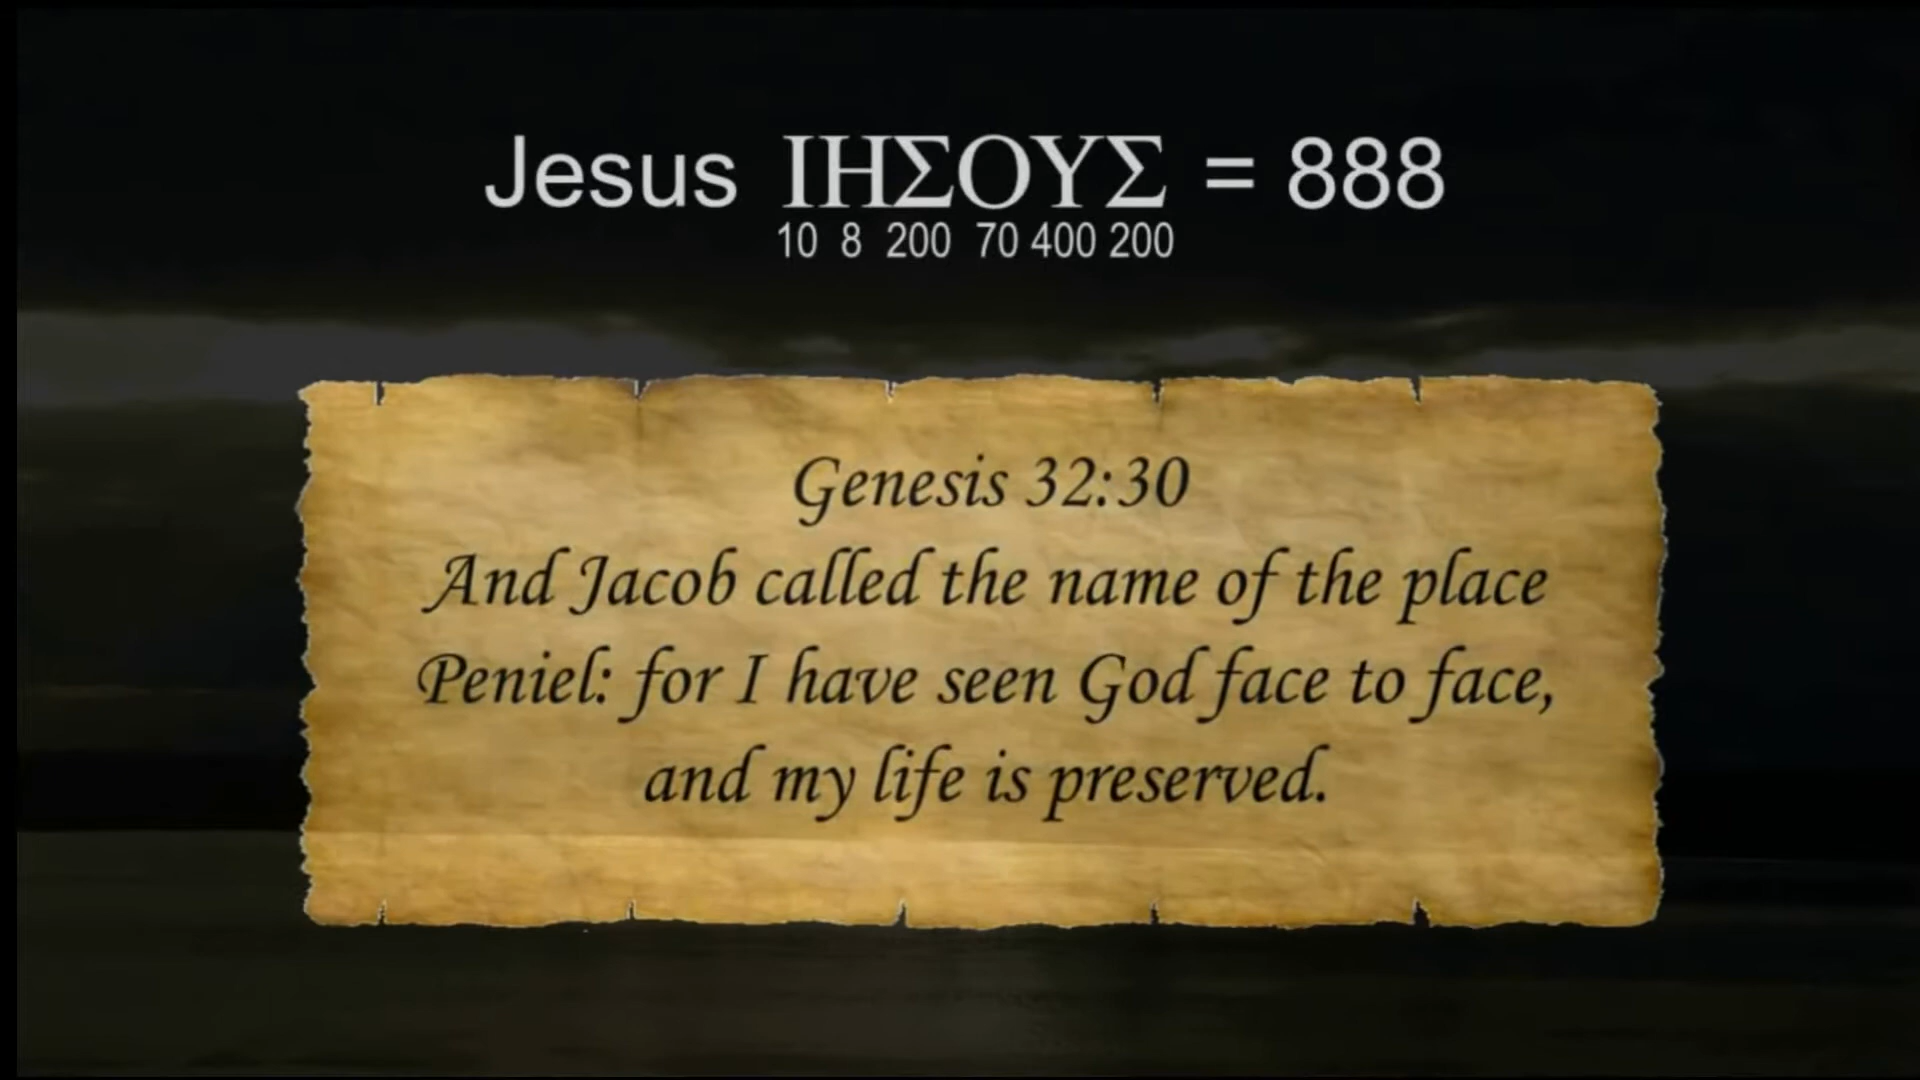 Jesus ΙΗΣΟΥΣ = 888
10 8 200 70 400 200
Genesis 32:30
And Jacob called the name of the place
Peniel: for I have seen God face to face,
and my life is preserved.